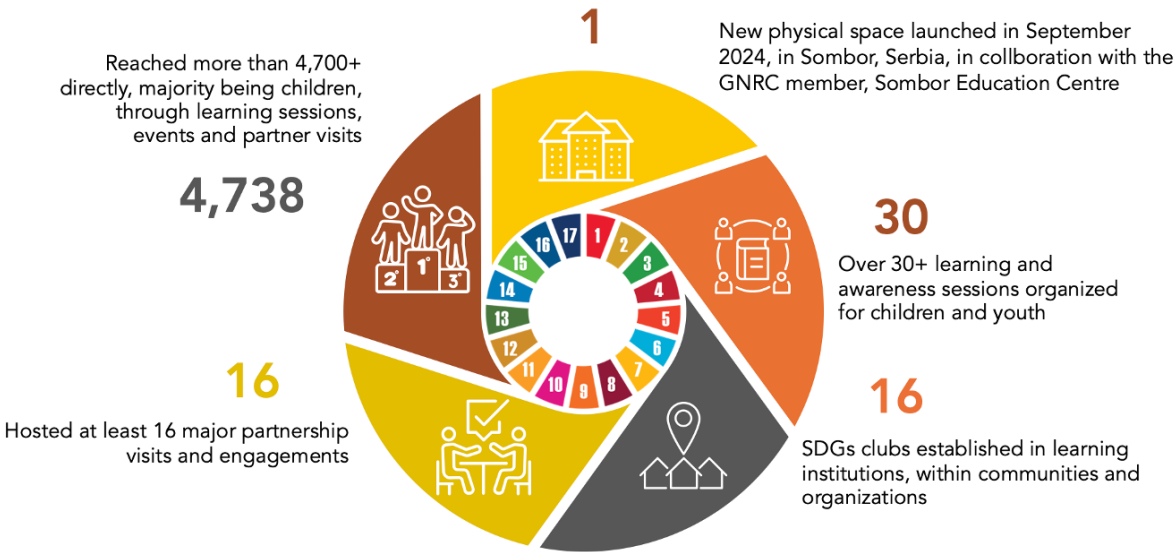 1
New physical space launched in September
2024, in Sombor, Serbia, in collboration with the
GNRC member, Sombor Education Centre
Reached more than 4,700+
directly, majority being children,
through learning sessions,
events and partner visits
4,738
30
Over 30+ learning and
awareness sessions organized
for children and youth
16
SDGs clubs established in learning
institutions, within communities and
organizations
16
Hosted at least 16 major partnership
visits and engagements
2°
1°
3°
1
2
3
4
5
6
7
8
9
10
11
12
13
14
15
16
17